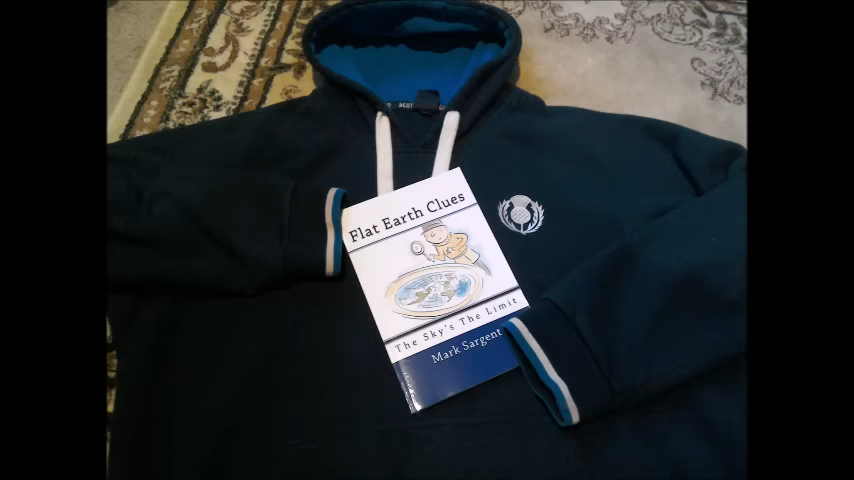 Flat Earth Clues
The Sky's The Limit
Mark Sargent